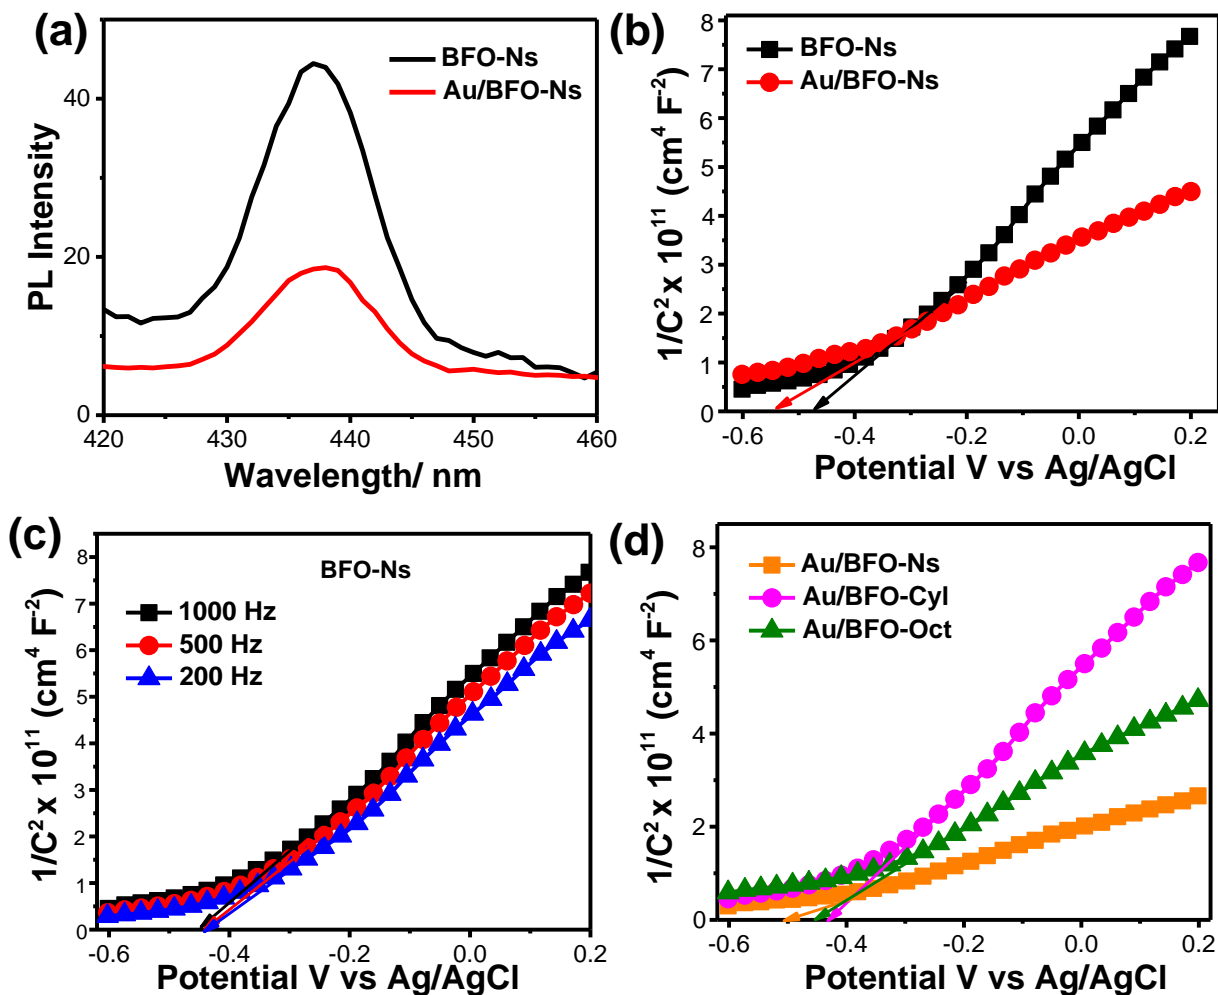 (a)
BFO-Ns
Au/BFO-Ns
40
20
0
PL Intensity
420
430
440
450
460
Wavelength/ nm
(b)
BFO-Ns
Au/BFO-Ns
8
7
6
5
4
3
2
1
0
1/C² x 10¹¹ (cm⁴ F⁻²)
-0.6
-0.4
-0.2
0.0
0.2
Potential V vs Ag/AgCl
(c)
BFO-Ns
1000 Hz
500 Hz
200 Hz
8
7
6
5
4
3
2
1
0
1/C² x 10¹¹ (cm⁴ F⁻²)
-0.6
-0.4
-0.2
0.0
0.2
Potential V vs Ag/AgCl
(d)
Au/BFO-Ns
Au/BFO-Cyl
Au/BFO-Oct
8
6
4
2
0
1/C² x 10¹¹ (cm⁴ F⁻²)
-0.6
-0.4
-0.2
0.0
0.2
Potential V vs Ag/AgCl